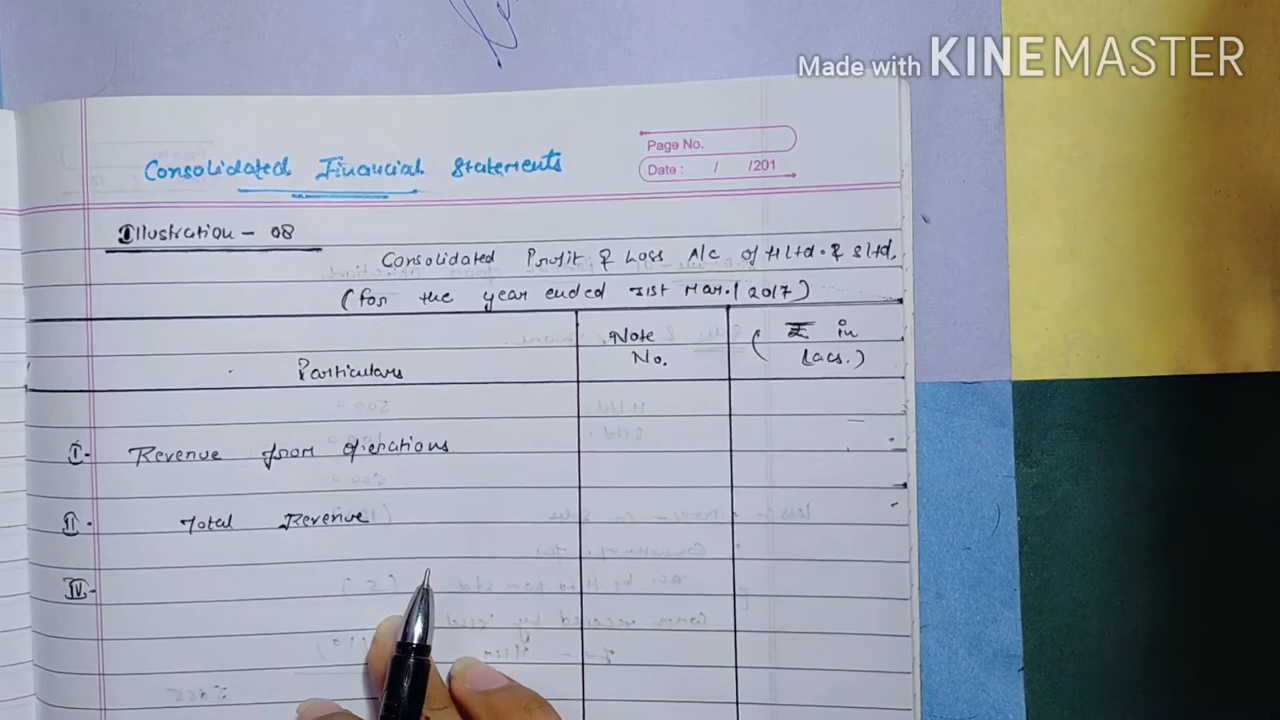 Made with KINEMASTER
Page No.
Date : / /201
Consolidated Financial Statements
Illustration - 08
Consolidated Profit & Loss A/c of H Ltd. & S Ltd.
(for the year ended 31st Mar. / 2017)
Particulars
Note No.
(₹ in Lacs.)
I- Revenue from operations
II- Total Revenue
IV-